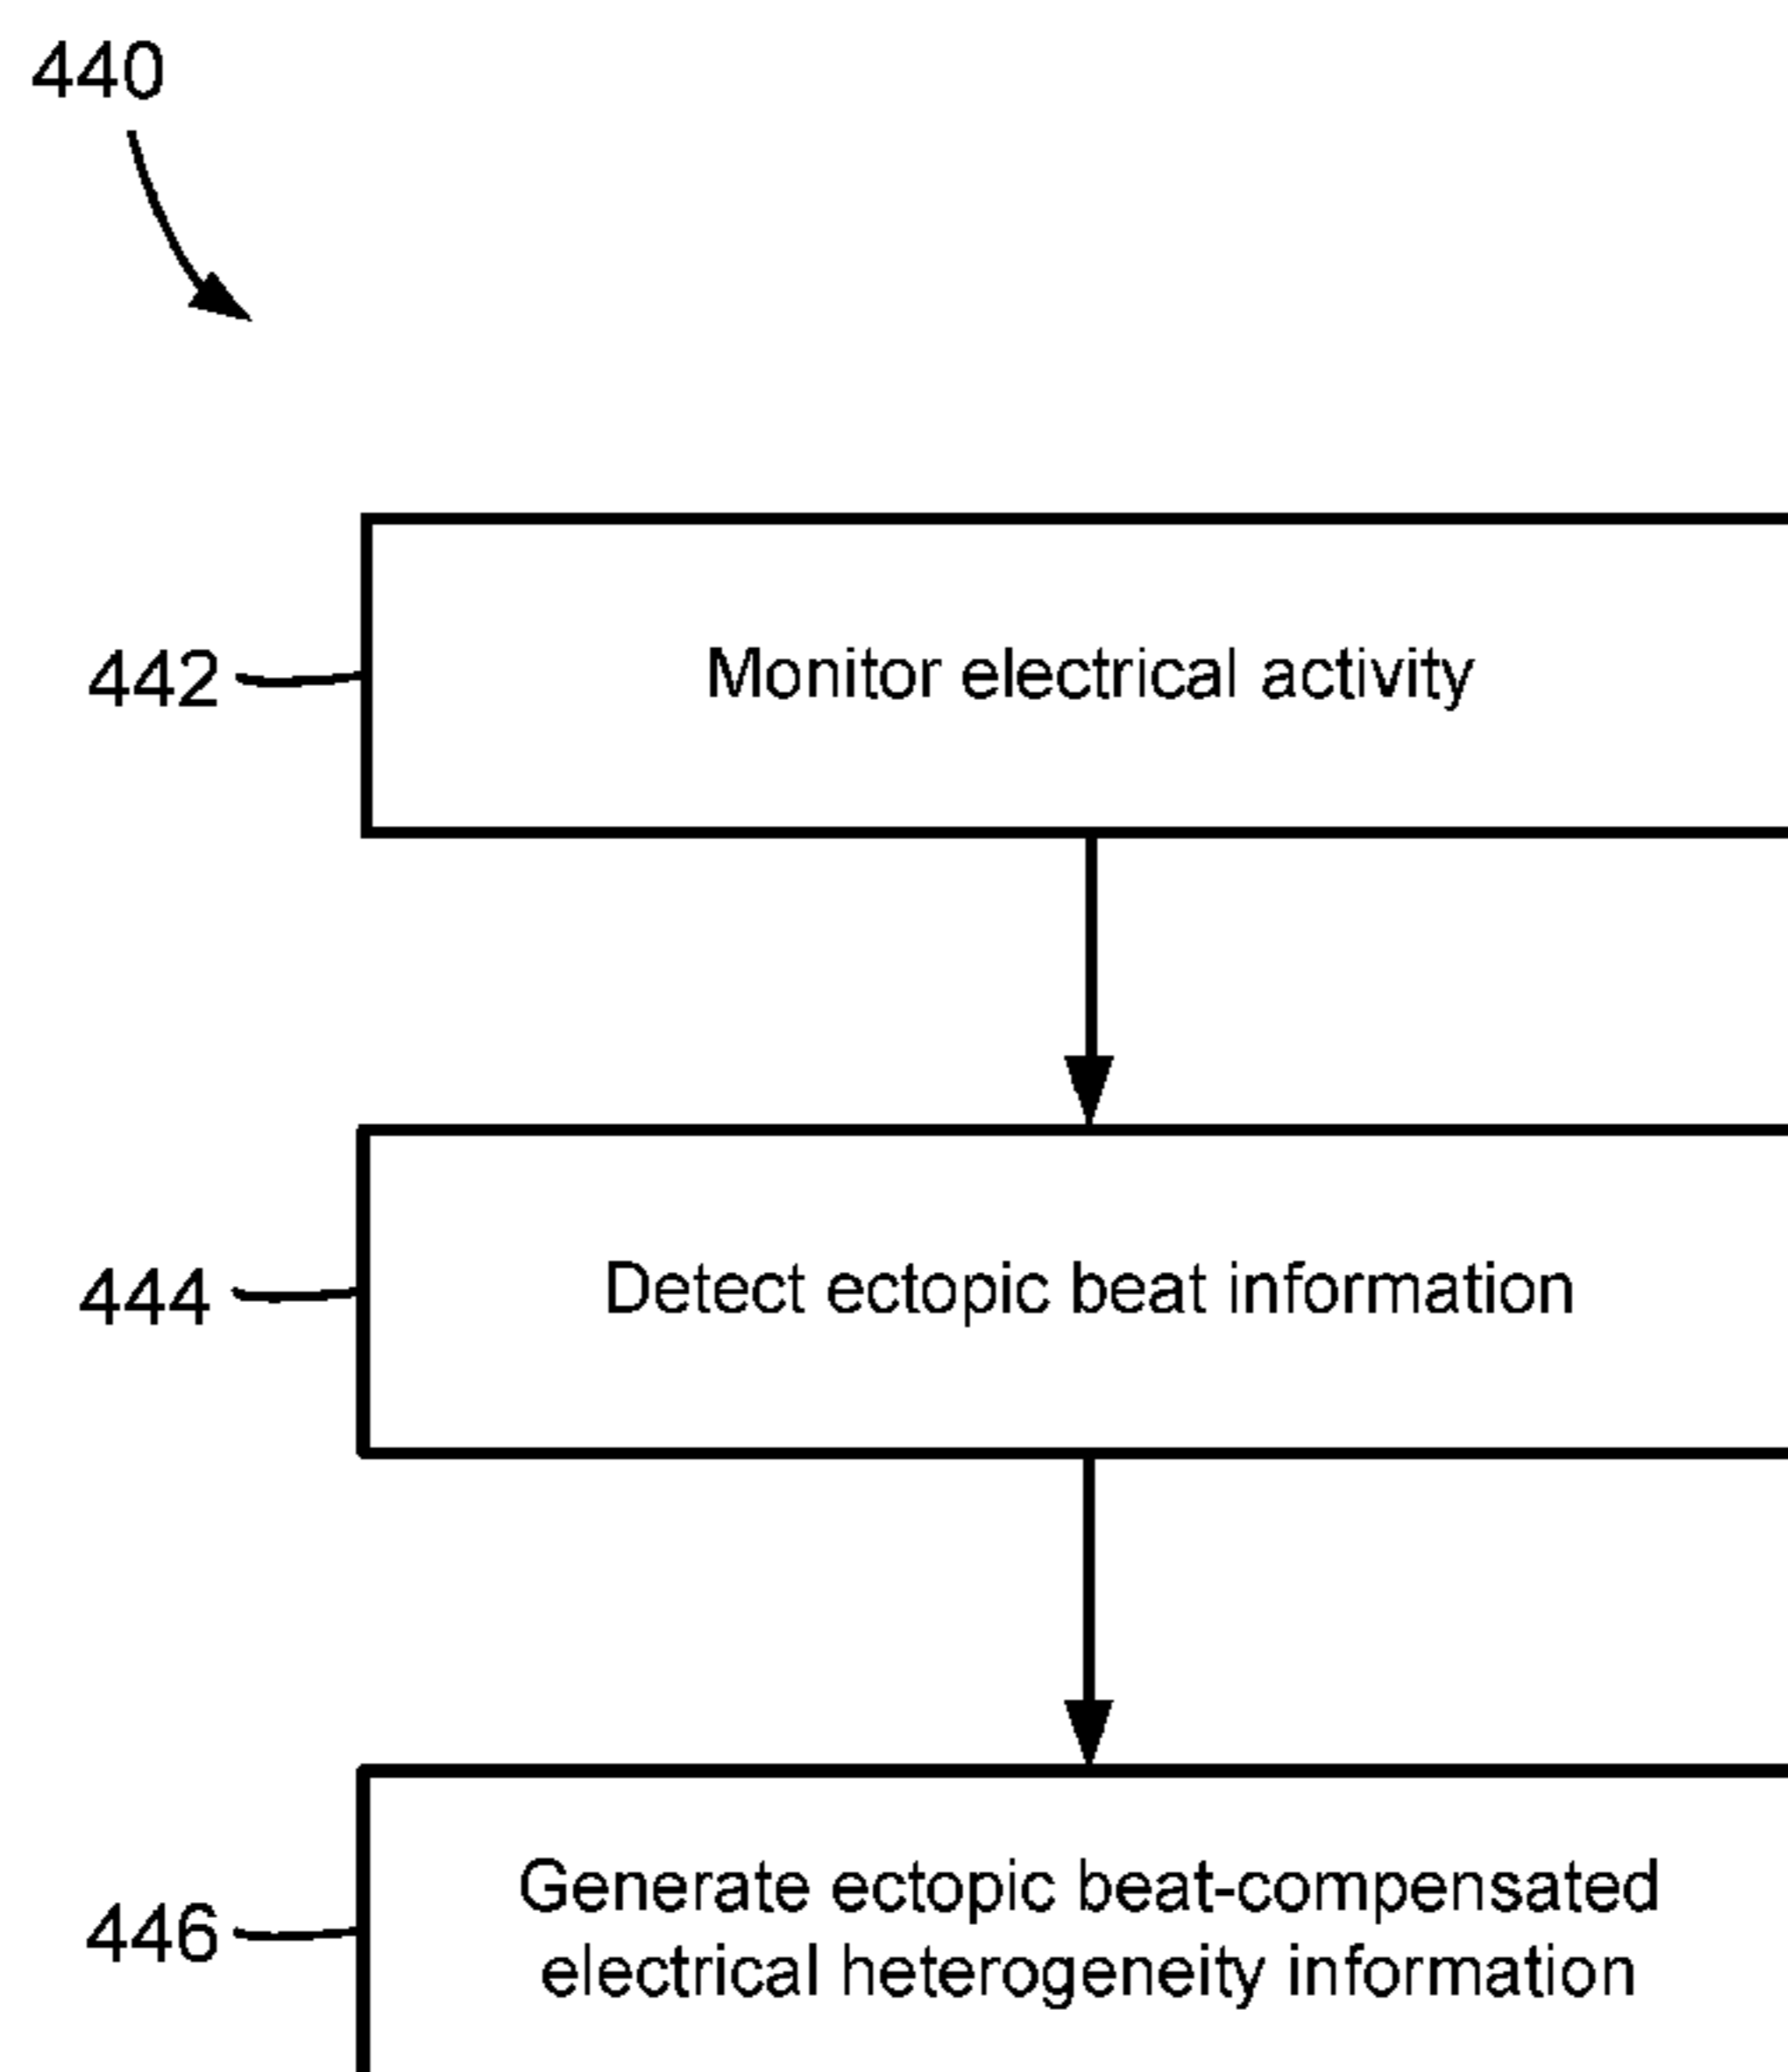 440
442
Monitor electrical activity
444
Detect ectopic beat information
446
Generate ectopic beat-compensated
electrical heterogeneity information